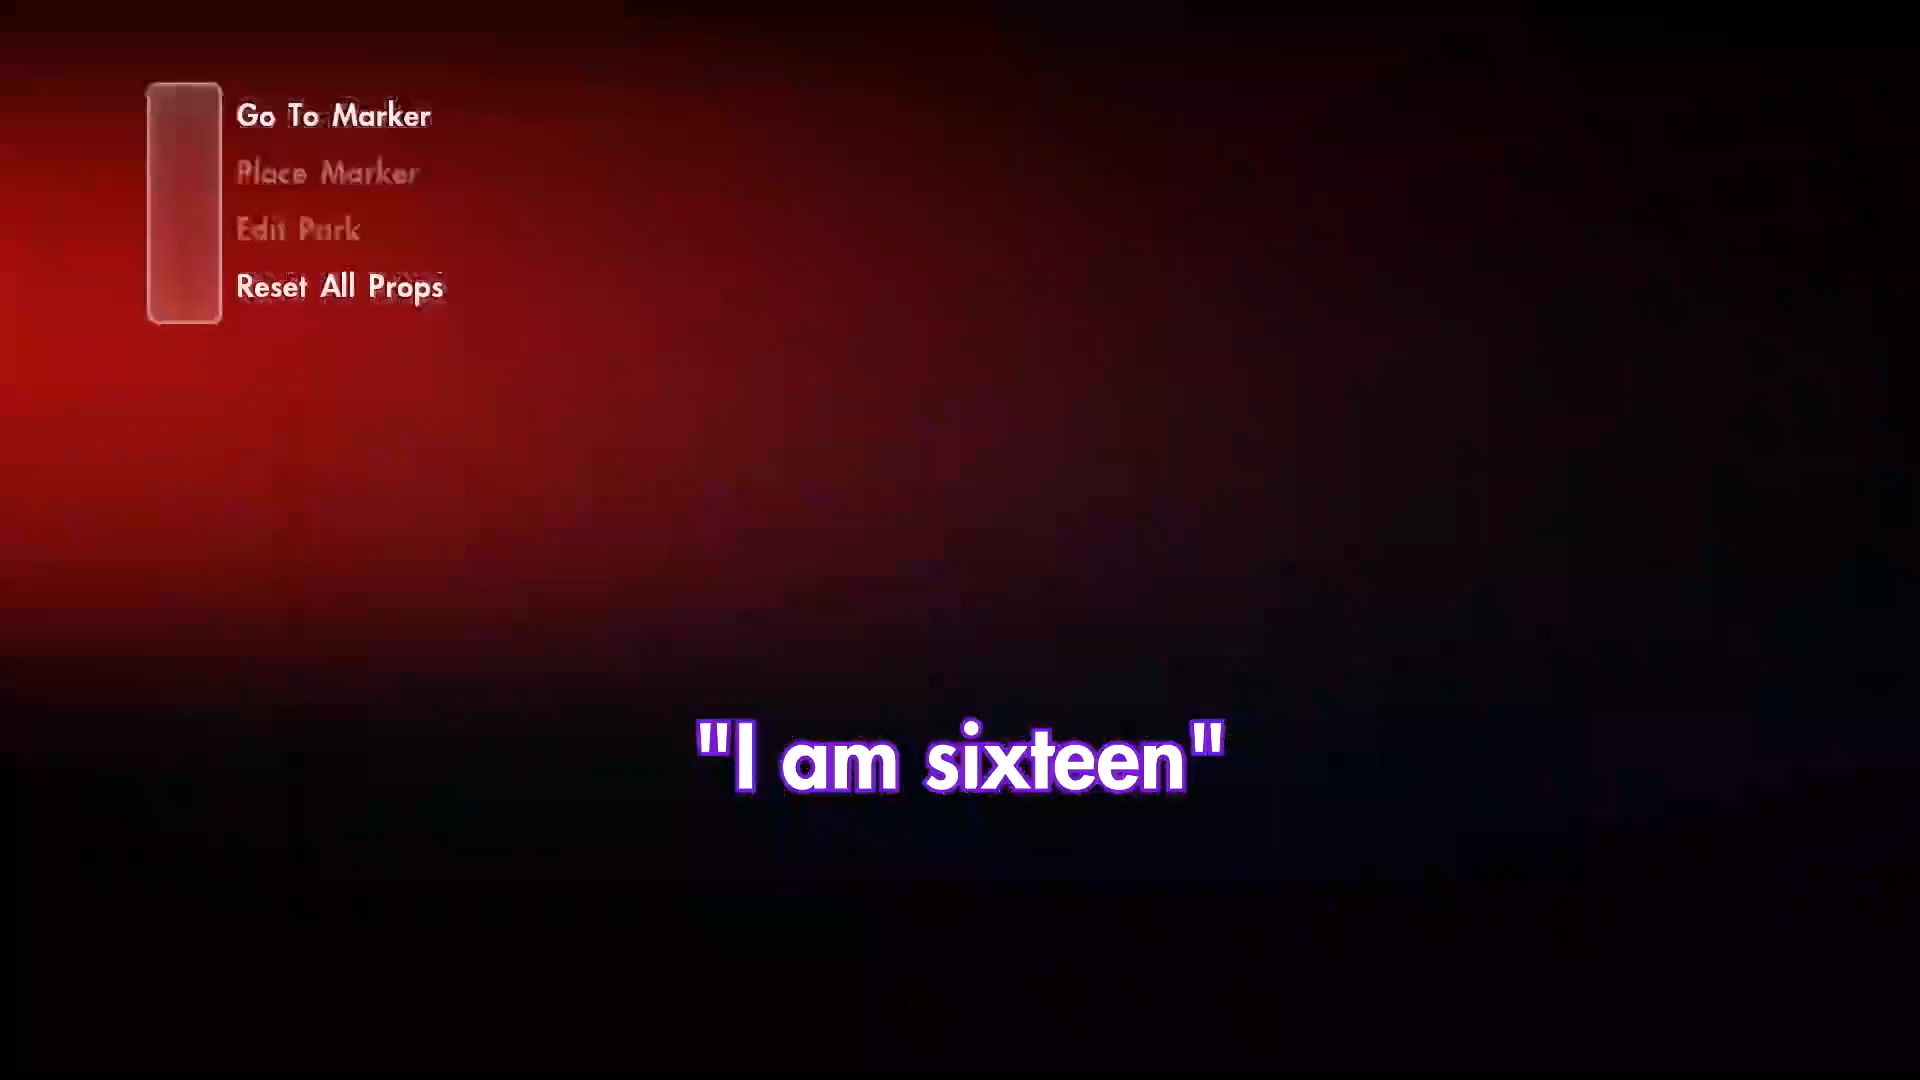 Go To Marker
Place Marker
Edit Park
Reset All Props
"I am sixteen"